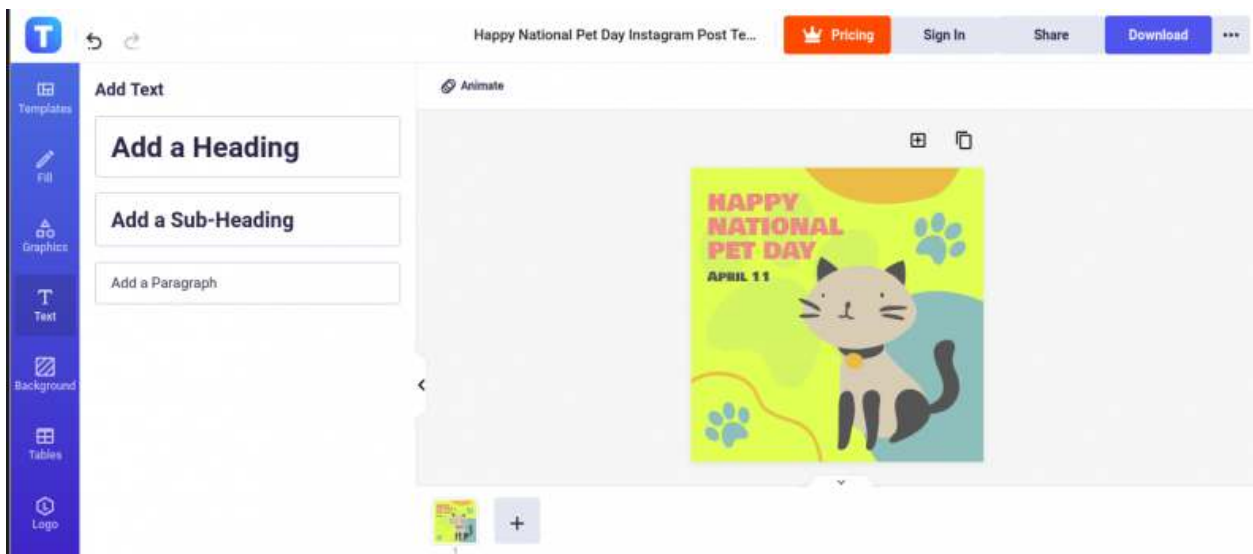 T
Happy National Pet Day Instagram Post Te...
Pricing
Sign In
Share
Download
Templates
Fill
Graphics
T
Text
Background
Tables
Logo
Add Text
Add a Heading
Add a Sub-Heading
Add a Paragraph
Animate
HAPPY
NATIONAL
PET DAY
APRIL 11
1